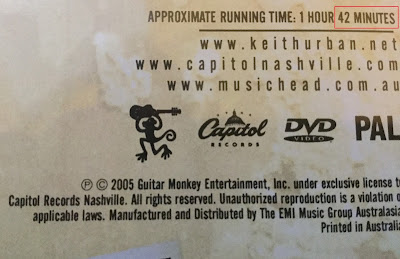 APPROXIMATE RUNNING TIME: 1 HOUR 42 MINUTES
www.keithurban.net
www.capitolnashville.com
www.musichead.com.au
Capitol
RECORDS
DVD
VIDEO
PAL
℗ © 2005 Guitar Monkey Entertainment, Inc. under exclusive license to
Capitol Records Nashville. All rights reserved. Unauthorized reproduction is a violation o
applicable laws. Manufactured and Distributed by The EMI Music Group Australasia
Printed in Australi